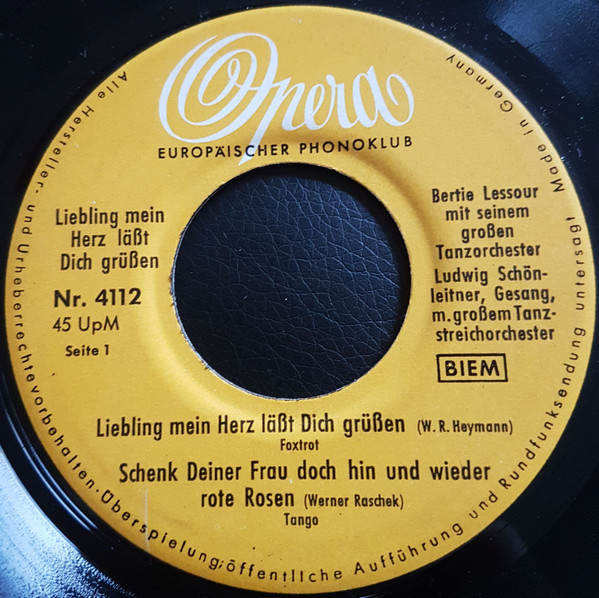 Opera
EUROPÄISCHER PHONOKLUB
Liebling mein
Herz läßt
Dich grüßen
Nr. 4112
45 UpM
Seite 1
Bertie Lessour
mit seinem
großen
Tanzorchester
Ludwig Schön-
leitner, Gesang,
m.großem Tanz-
streichorchester
BIEM
Liebling mein Herz läßt Dich grüßen (W. R. Heymann)
Foxtrot
Schenk Deiner Frau doch hin und wieder
rote Rosen (Werner Raschek)
Tango
Alle Hersteller- und Urheberrechtevorbehalten·Überspielung;öffentliche Aufführung und Rundfunksendung untersagt
Made in Germany